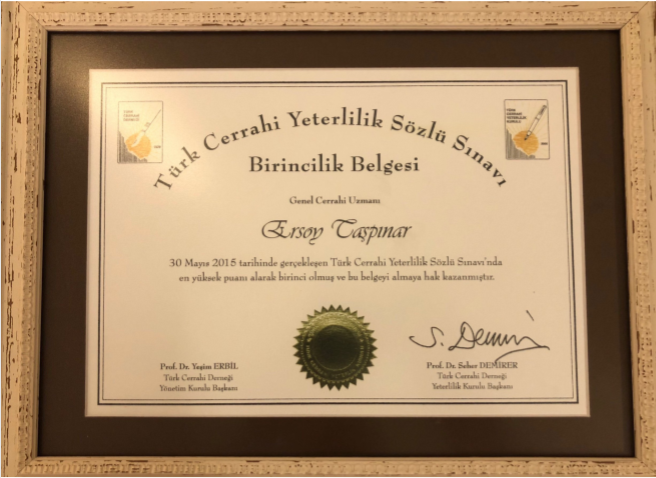 Türk Cerrahi Yeterlilik Sözlü Sınavı
Birincilik Belgesi
Genel Cerrahi Uzmanı
Ersoy Taşpınar
30 Mayıs 2015 tarihinde gerçekleşen Türk Cerrahi Yeterlilik Sözlü Sınavı'nda
en yüksek puanı alarak birinci olmuş ve bu belgeyi almaya hak kazanmıştır.
Prof. Dr. Yeşim ERBİL
Türk Cerrahi Derneği
Yönetim Kurulu Başkanı
S. Demir
Prof. Dr. Seher DEMİRER
Türk Cerrahi Derneği
Yeterlilik Kurulu Başkanı